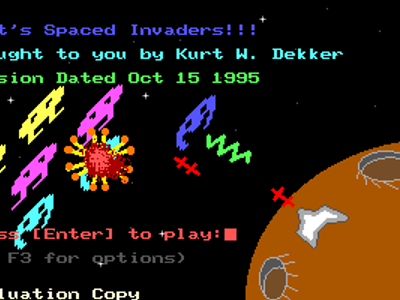 t's Spaced Invaders!!!
ught to you by Kurt W. Dekker
sion Dated Oct 15 1995
ss [Enter] to play:
F3 for options)
luation Copy